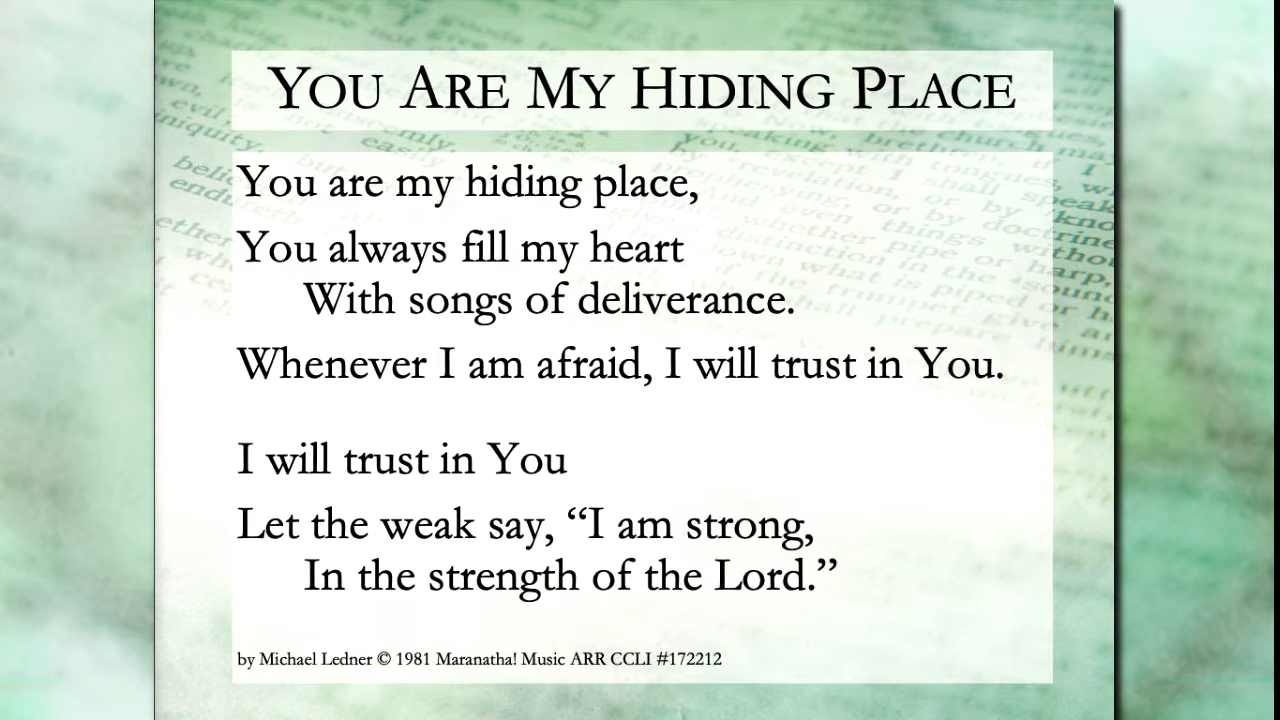 You Are My Hiding Place
You are my hiding place,
You always fill my heart
With songs of deliverance.
Whenever I am afraid, I will trust in You.
I will trust in You
Let the weak say, “I am strong,
In the strength of the Lord.”
by Michael Ledner © 1981 Maranatha! Music ARR CCLI #172212